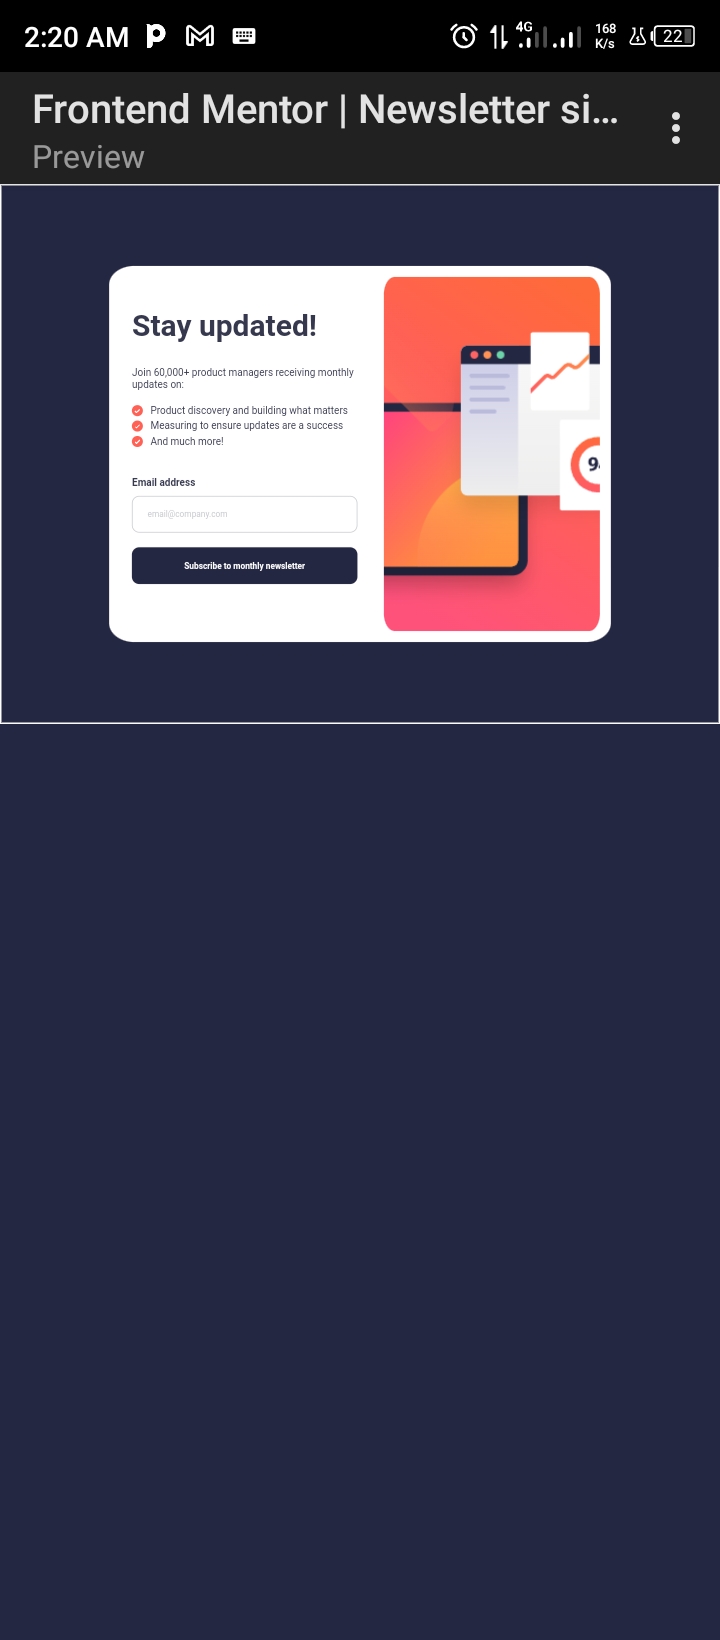 2:20 AM
4G
168
K/s
22
Frontend Mentor | Newsletter si...
Preview
Stay updated!
Join 60,000+ product managers receiving monthly
updates on:
Product discovery and building what matters
Measuring to ensure updates are a success
And much more!
Email address
email@company.com
Subscribe to monthly newsletter